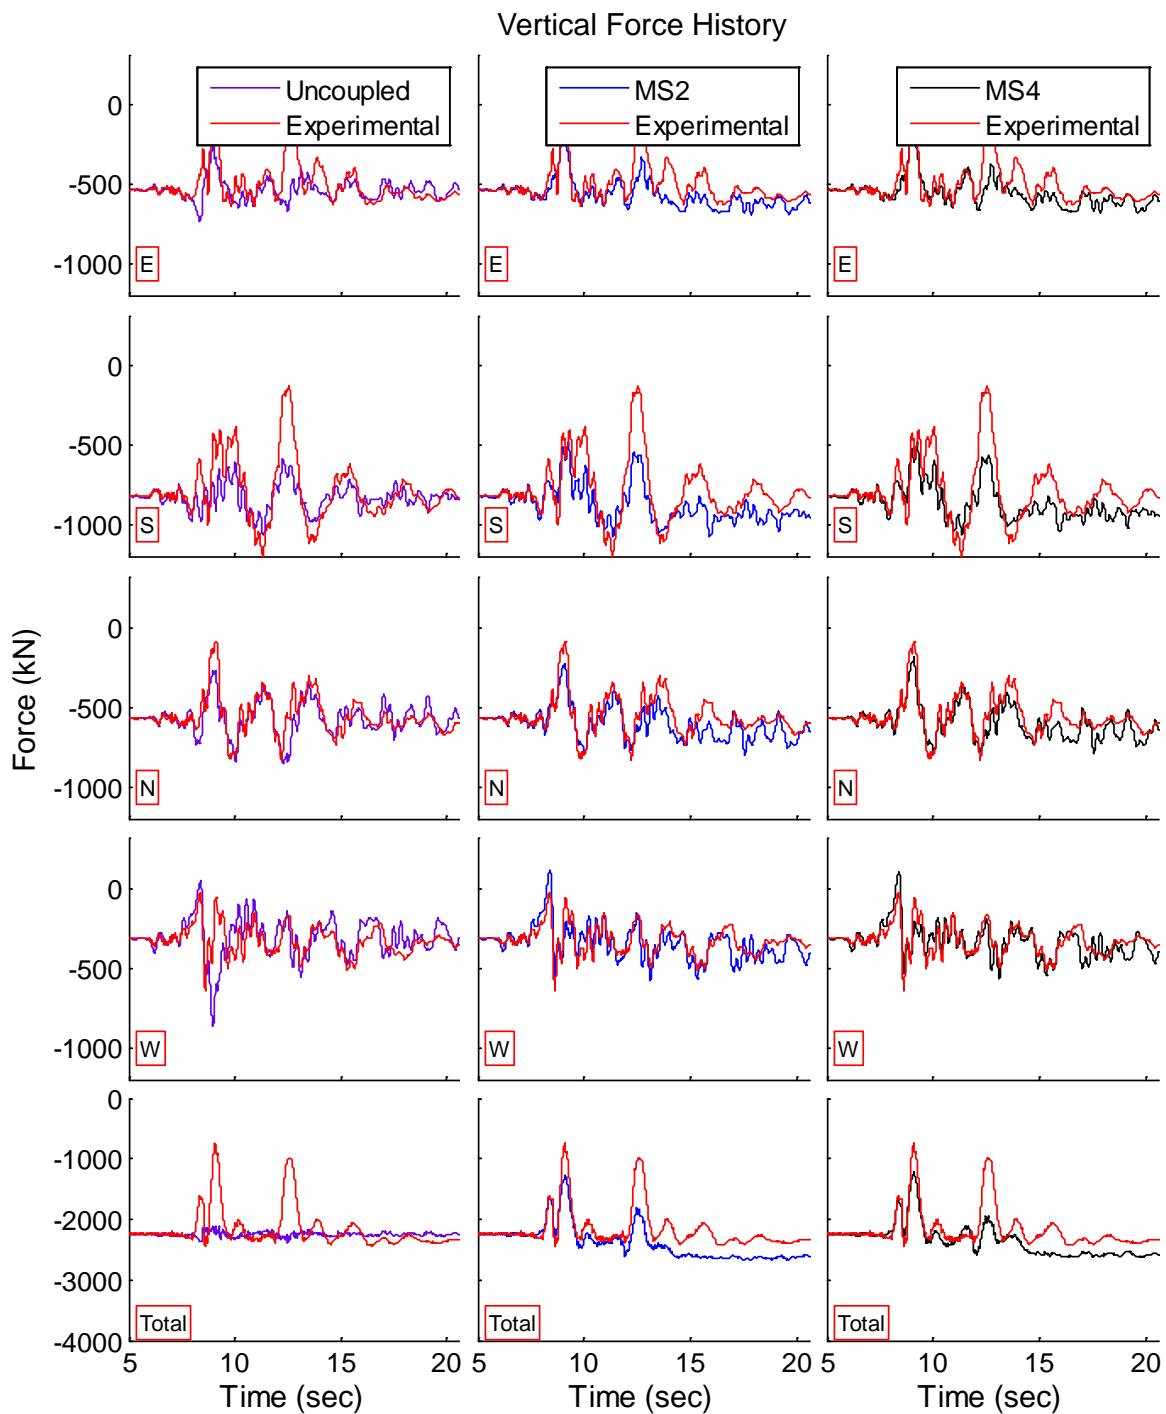 Vertical Force History
Uncoupled
Experimental
MS2
Experimental
MS4
Experimental
0
-500
-1000
E
E
E
0
-500
-1000
S
S
S
Force (kN)
0
-500
-1000
N
N
N
0
-500
-1000
W
W
W
0
-1000
-2000
-3000
-4000
Total
Total
Total
5 10 15 20
5 10 15 20
5 10 15 20
Time (sec)
Time (sec)
Time (sec)